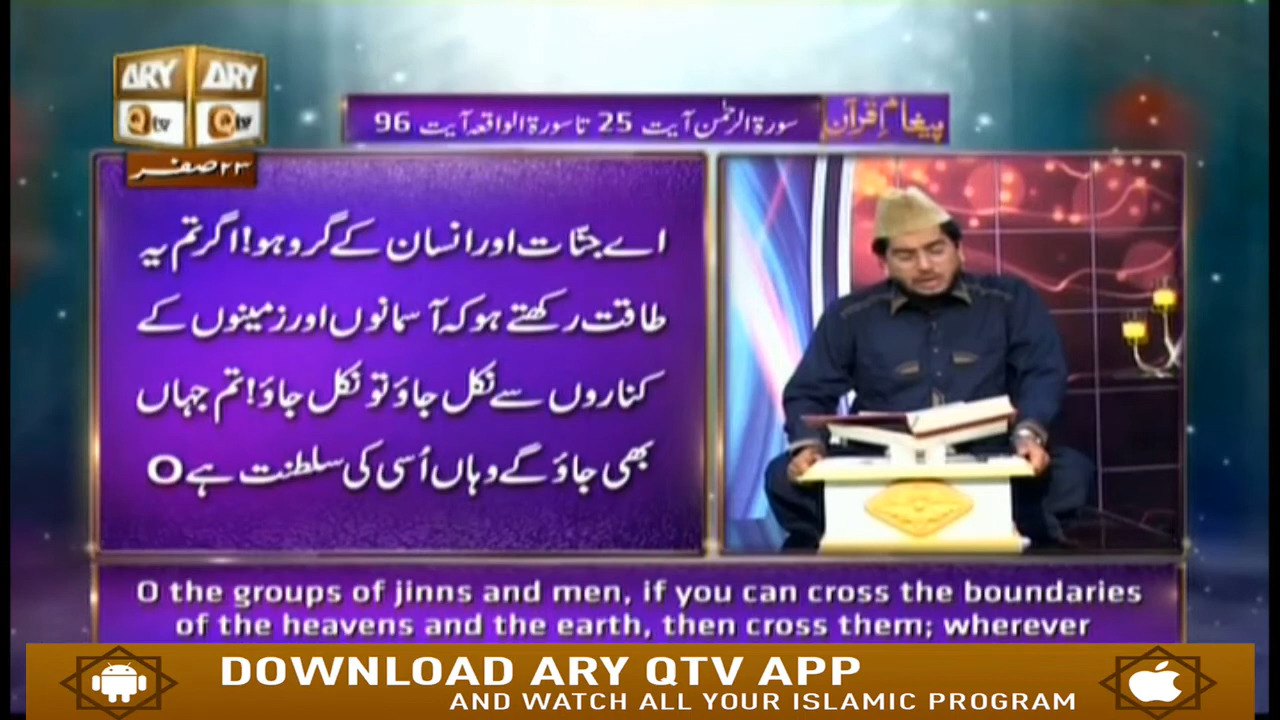 ARY ARY
Qtv Qtv
پیغامِ قرآن
سورۃ الرحمٰن آیت 25 تا سورۃ الواقعہ آیت 96
۲۳ صفر
اے جنّات اور انسان کے گروہو! اگر تم یہ
طاقت رکھتے ہو کہ آسمانوں اور زمینوں کے
کناروں سے نکل جاؤ تو نکل جاؤ! تم جہاں
بھی جاؤ گے وہاں اُسی کی سلطنت ہے O
O the groups of jinns and men, if you can cross the boundaries
of the heavens and the earth, then cross them; wherever
DOWNLOAD ARY QTV APP
AND WATCH ALL YOUR ISLAMIC PROGRAM